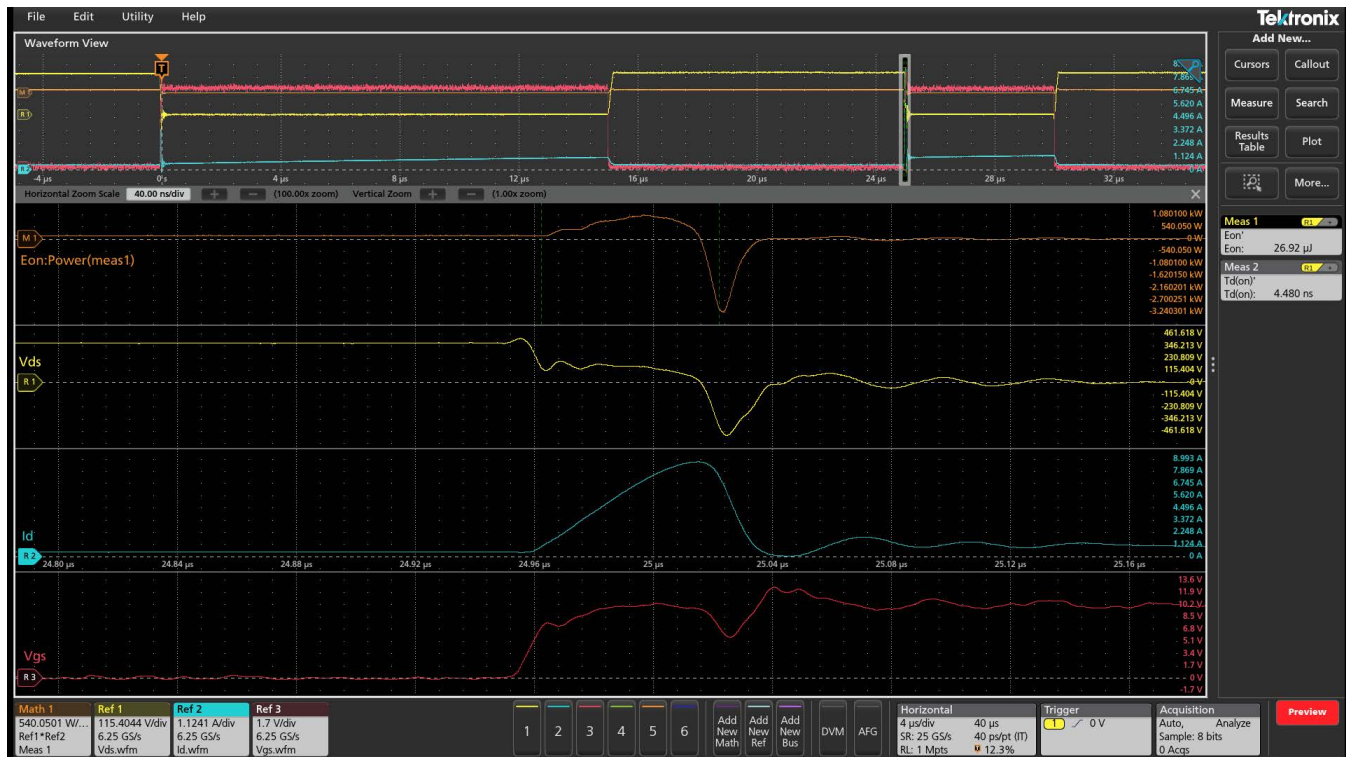 File Edit Utility Help
Tektronix
Waveform View
Add New...
Cursors Callout
Measure Search
Results Table Plot
More...
M 1
R 1
T
7.869 A
6.745 A
5.620 A
4.496 A
3.372 A
2.248 A
1.124 A
0 A
-4 µs 0 s 4 µs 8 µs 12 µs 16 µs 20 µs 24 µs 28 µs 32 µs
Horizontal Zoom Scale 40.00 ns/div + − (100.00x zoom) Vertical Zoom + − (1.00x zoom)
Meas 1 R1
Eon'
Eon: 26.92 µJ
Meas 2 R1
Td(on)'
Td(on): 4.480 ns
M 1
Eon:Power(meas1)
1.080100 kW
540.050 W
0 W
-540.050 W
-1.080100 kW
-1.620150 kW
-2.160201 kW
-2.700251 kW
-3.240301 kW
Vds
R 1
461.618 V
346.213 V
230.809 V
115.404 V
0 V
-115.404 V
-230.809 V
-346.213 V
-461.618 V
Id
R 2
8.993 A
7.869 A
6.745 A
5.620 A
4.496 A
3.372 A
2.248 A
1.124 A
0 A
24.80 µs 24.84 µs 24.88 µs 24.92 µs 24.96 µs 25 µs 25.04 µs 25.08 µs 25.12 µs 25.16 µs
Vgs
R 3
13.6 V
11.9 V
10.2 V
8.5 V
6.8 V
5.1 V
3.4 V
1.7 V
0 V
-1.7 V
Math 1
540.0501 W/...
Ref1*Ref2
Meas 1
Ref 1
115.4044 V/div
6.25 GS/s
Vds.wfm
Ref 2
1.1241 A/div
6.25 GS/s
Id.wfm
Ref 3
1.7 V/div
6.25 GS/s
Vgs.wfm
1 2 3 4 5 6
Add New Math
Add New Ref
Add New Bus
DVM AFG
Horizontal
4 µs/div 40 µs
SR: 25 GS/s 40 ps/pt (IT)
RL: 1 Mpts 12.3%
Trigger
1 0 V
Acquisition
Auto, Analyze
Sample: 8 bits
0 Acqs
Preview